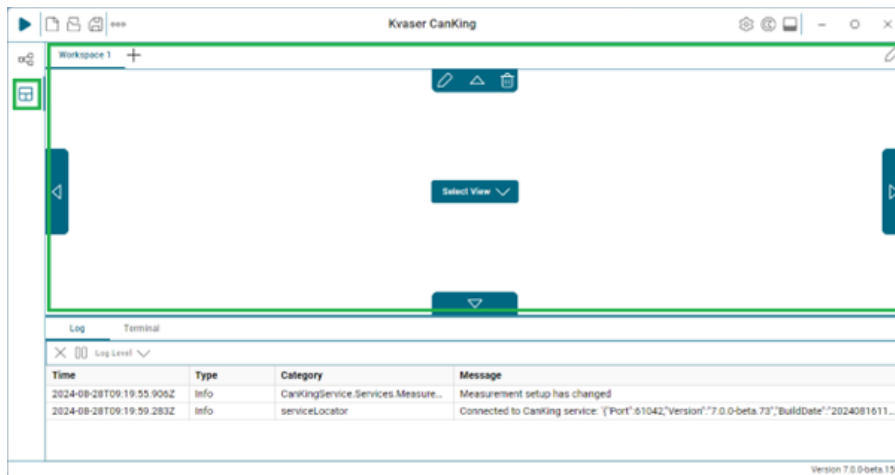 Kvaser CanKing
Workspace 1
Select View
Log Terminal
Log Level
Time Type Category Message
2024-08-28T09:19:55.906Z Info CanKingService.Services.Measure... Measurement setup has changed
2024-08-28T09:19:59.283Z Info serviceLocator Connected to CanKing service: '{"Port":61042,"Version":"7.0.0-beta.73","BuildDate":"2024081611...
Version 7.0.0-beta.15